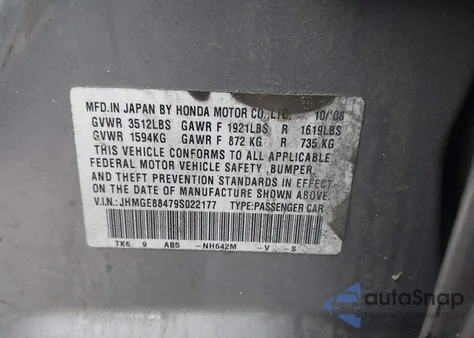 MFD.IN JAPAN BY HONDA MOTOR CO.,LTD. 10/'08
GVWR 3512LBS GAWR F 1921LBS R 1619LBS
GVWR 1594KG GAWR F 872 KG R 735 KG
THIS VEHICLE CONFORMS TO ALL APPLICABLE
FEDERAL MOTOR VEHICLE SAFETY ,BUMPER,
AND THEFT PREVENTION STANDARDS IN EFFECT
ON THE DATE OF MANUFACTURE SHOWN ABOVE.
V.I.N.: JHMGE88479S022177 TYPE:PASSENGER CAR
TK6 9 AB5 -NH642M -V -S
autoSnap